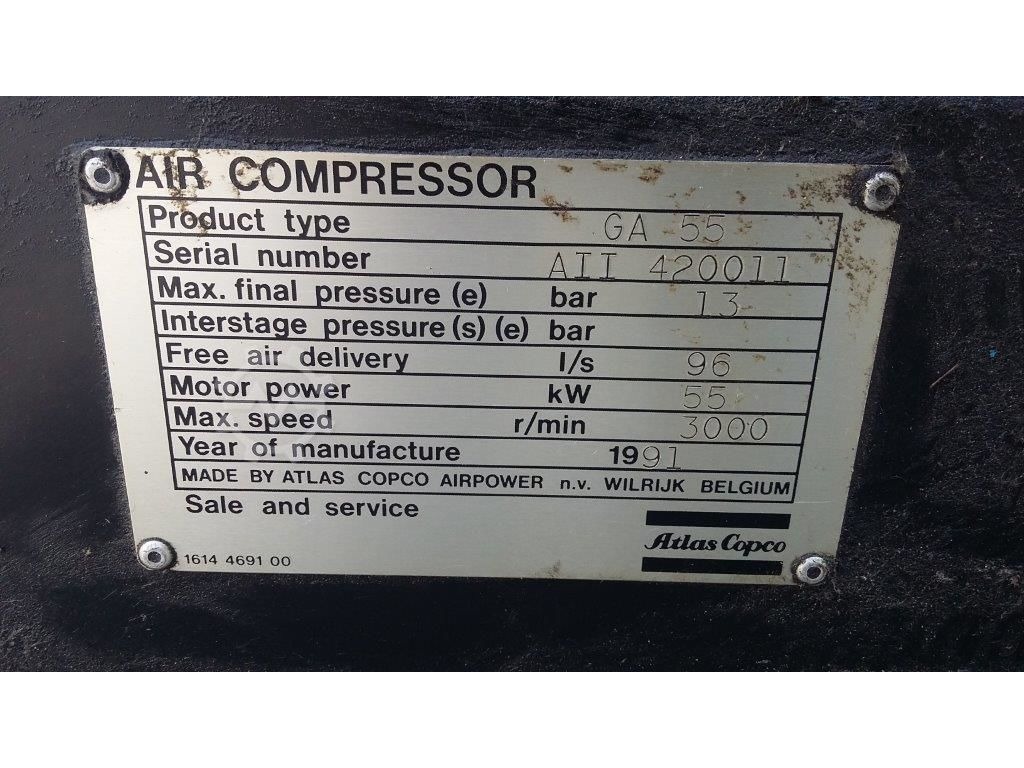 AIR COMPRESSOR
Product type GA 55
Serial number AII 420011
Max. final pressure (e) bar 13
Interstage pressure (s) (e) bar
Free air delivery l/s 96
Motor power kW 55
Max. speed r/min 3000
Year of manufacture 1991
MADE BY ATLAS COPCO AIRPOWER n.v. WILRIJK BELGIUM
Sale and service
Atlas Copco
1614 4691 00